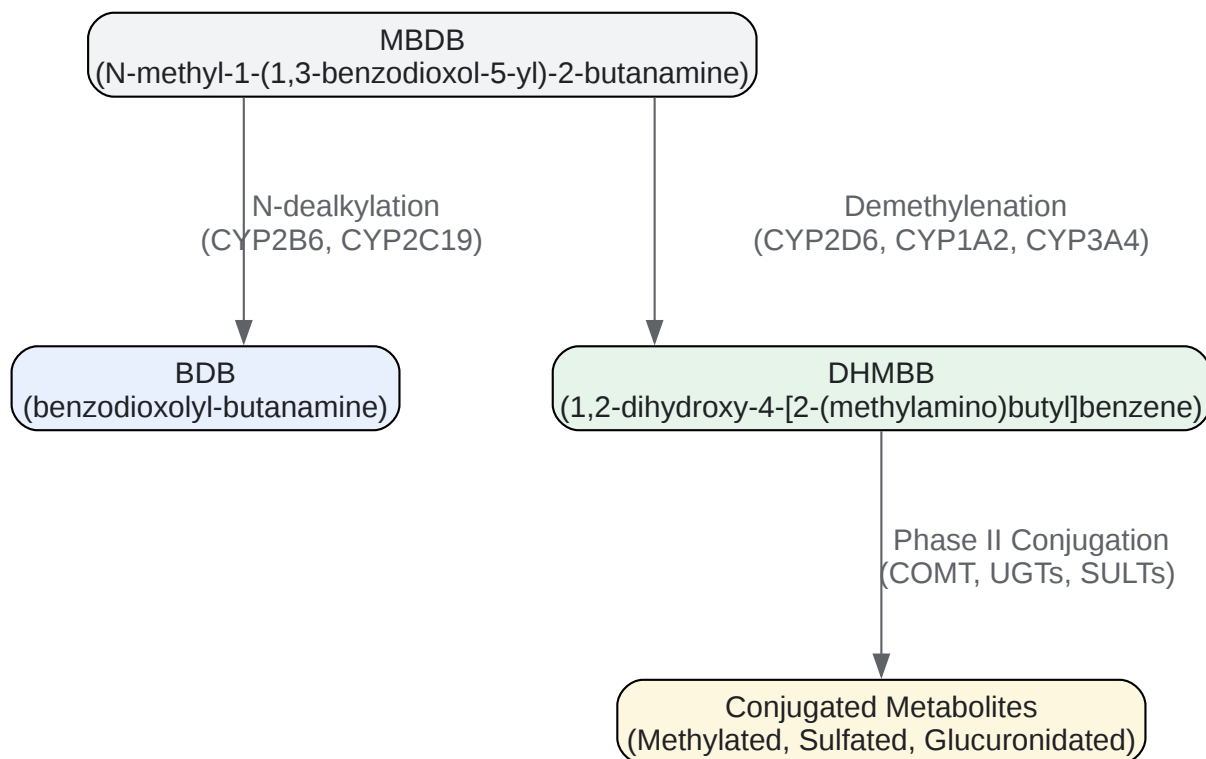 MBDB
(N-methyl-1-(1,3-benzodioxol-5-yl)-2-butanamine)
N-dealkylation
(CYP2B6, CYP2C19)
Demethylenation
(CYP2D6, CYP1A2, CYP3A4)
BDB
(benzodioxolyl-butanamine)
DHMBB
(1,2-dihydroxy-4-[2-(methylamino)butyl]benzene)
Phase II Conjugation
(COMT, UGTs, SULTs)
Conjugated Metabolites
(Methylated, Sulfated, Glucuronidated)